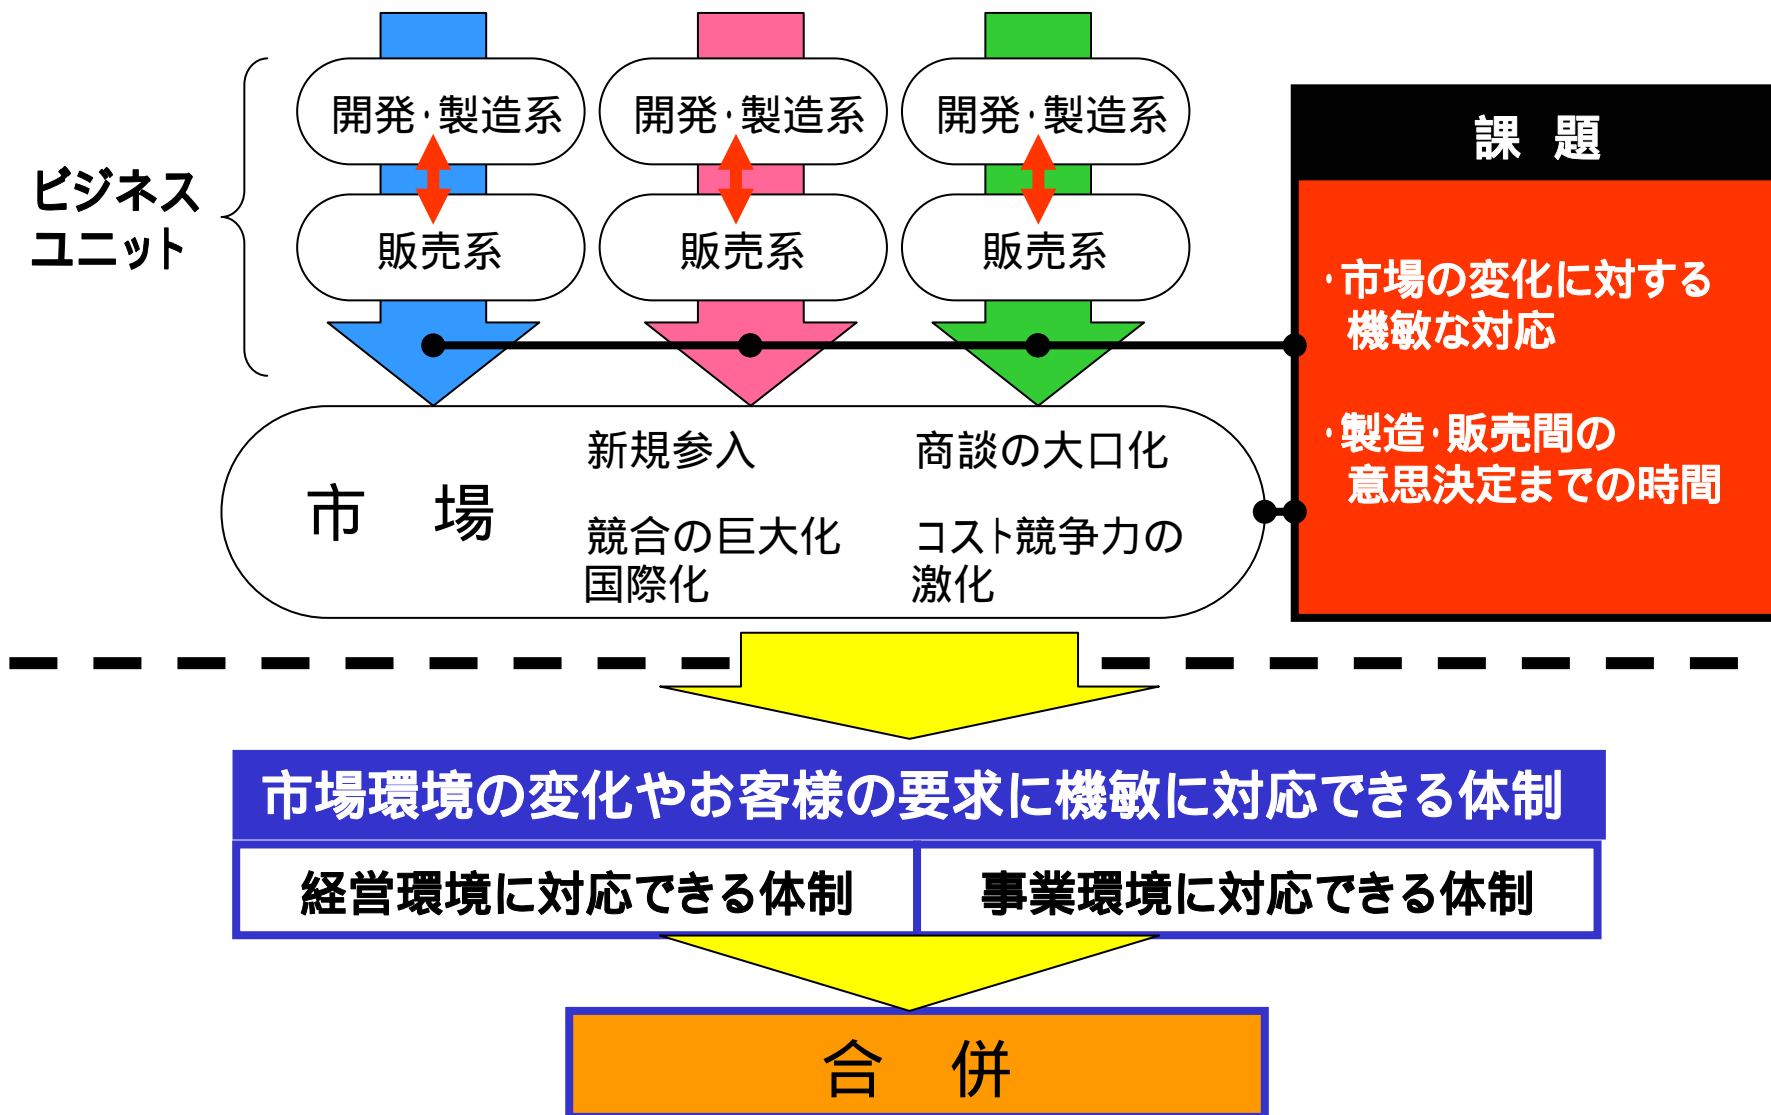 開発・製造系
開発・製造系
開発・製造系
ビジネス
ユニット
販売系
販売系
販売系
課 題
・市場の変化に対する
機敏な対応
・製造・販売間の
意思決定までの時間
市 場
新規参入
商談の大口化
競合の巨大化
国際化
コスト競争力の
激化
市場環境の変化やお客様の要求に機敏に対応できる体制
経営環境に対応できる体制
事業環境に対応できる体制
合 併